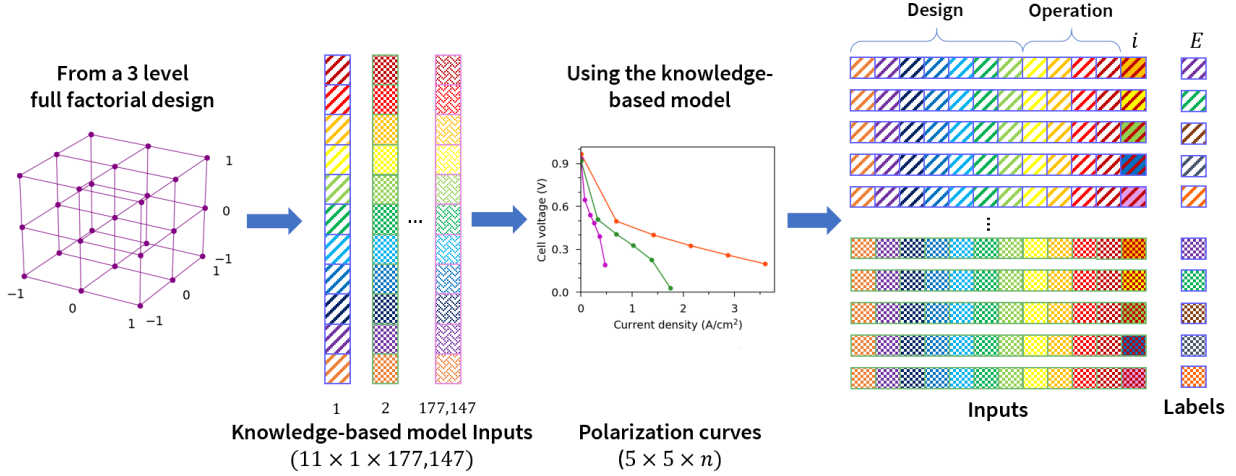 From a 3 level
full factorial design
1
0
−1
1
0
−1
0
1
−1
...
1
2
177,147
Knowledge-based model Inputs
(11 × 1 × 177,147)
Using the knowledge-
based model
Cell voltage (V)
0.9
0.6
0.3
0.0
0
1
2
3
Current density (A/cm²)
Polarization curves
(5 × 5 × n)
Design
Operation
i
E
...
Inputs
Labels